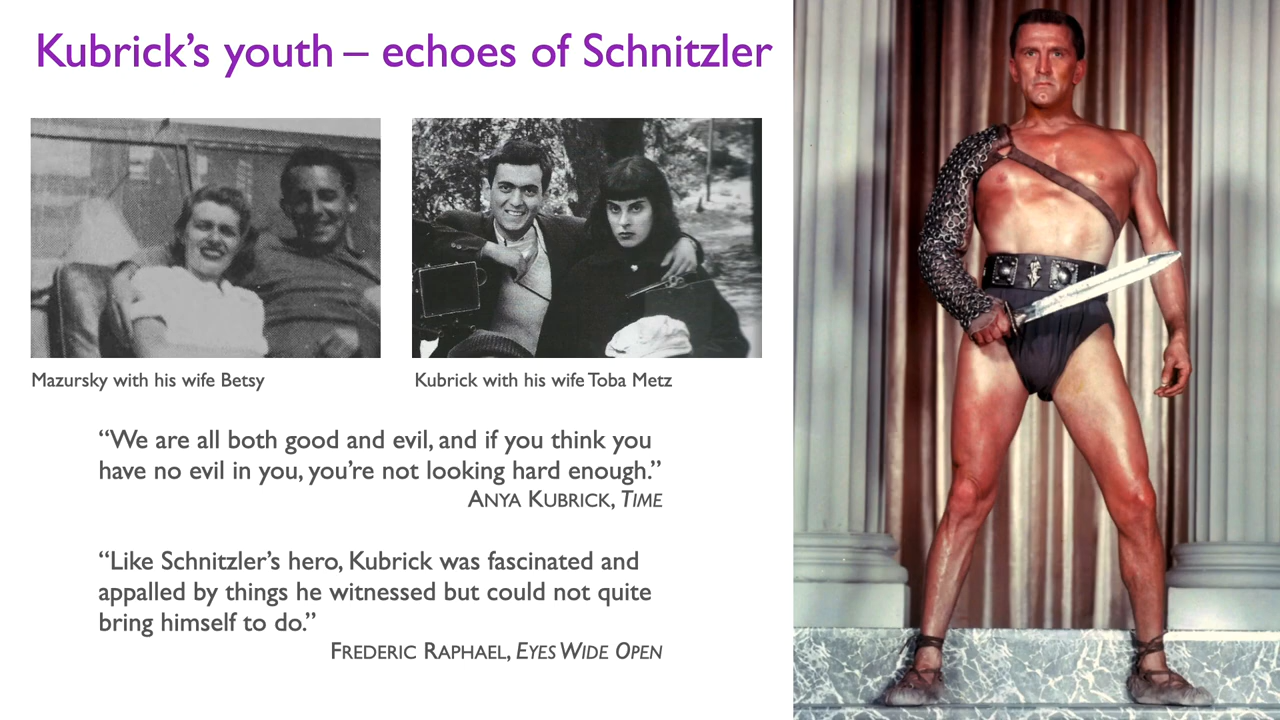 Kubrick’s youth – echoes of Schnitzler
Mazursky with his wife Betsy
Kubrick with his wife Toba Metz
“We are all both good and evil, and if you think you
have no evil in you, you’re not looking hard enough.”
ANYA KUBRICK, TIME
“Like Schnitzler’s hero, Kubrick was fascinated and
appalled by things he witnessed but could not quite
bring himself to do.”
FREDERIC RAPHAEL, EYES WIDE OPEN